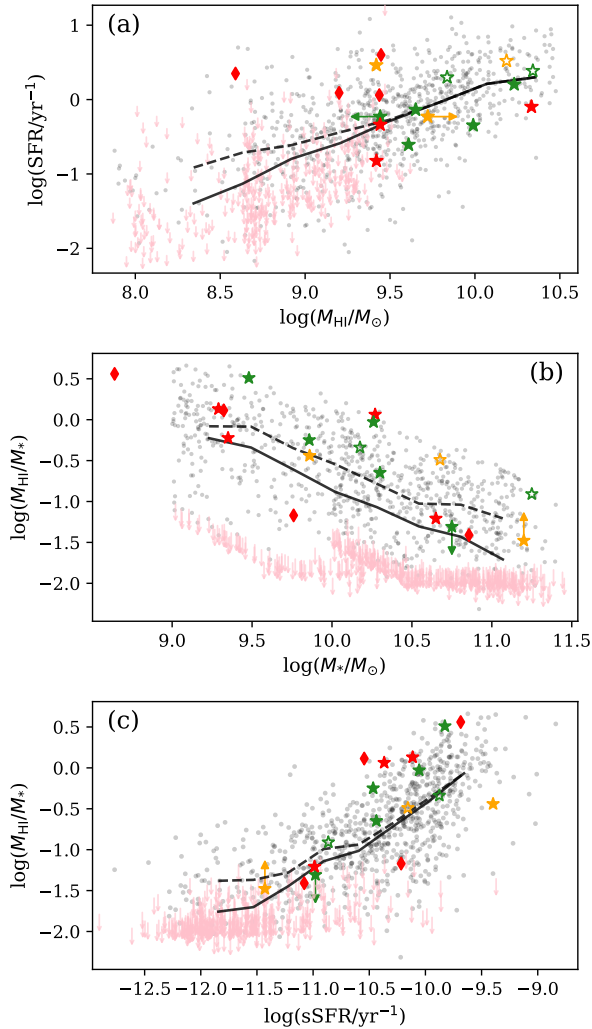 (a)
1
0
−1
−2
log(SFR/yr⁻¹)
8.0 8.5 9.0 9.5 10.0 10.5
log(M_HI/M_⊙)
(b)
0.5
0.0
−0.5
−1.0
−1.5
−2.0
log(M_HI/M_*)
9.0 9.5 10.0 10.5 11.0 11.5
log(M_*/M_⊙)
(c)
0.5
0.0
−0.5
−1.0
−1.5
−2.0
log(M_HI/M_*)
−12.5 −12.0 −11.5 −11.0 −10.5 −10.0 −9.5 −9.0
log(sSFR/yr⁻¹)